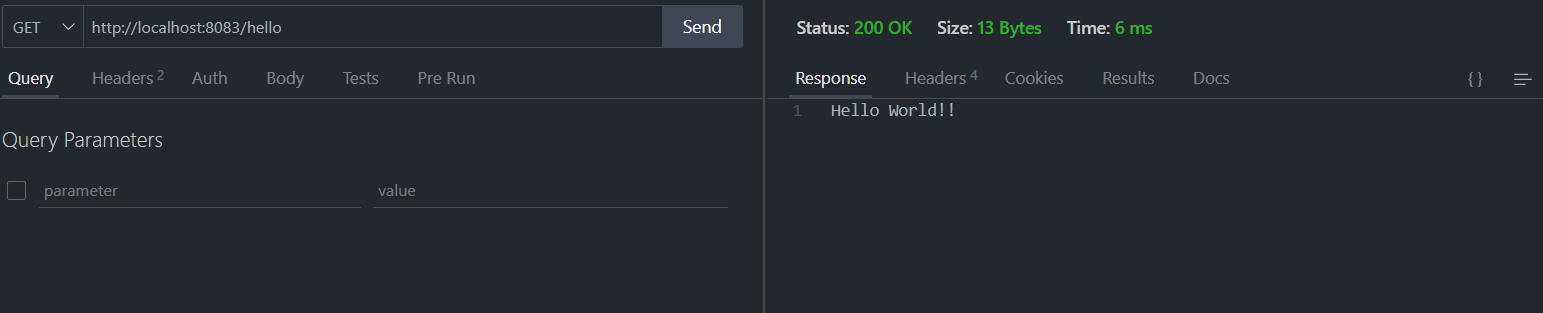 GET http://localhost:8083/hello Send
Query Headers 2 Auth Body Tests Pre Run
Query Parameters
parameter value
Status: 200 OK Size: 13 Bytes Time: 6 ms
Response Headers 4 Cookies Results Docs { }
1 Hello World!!